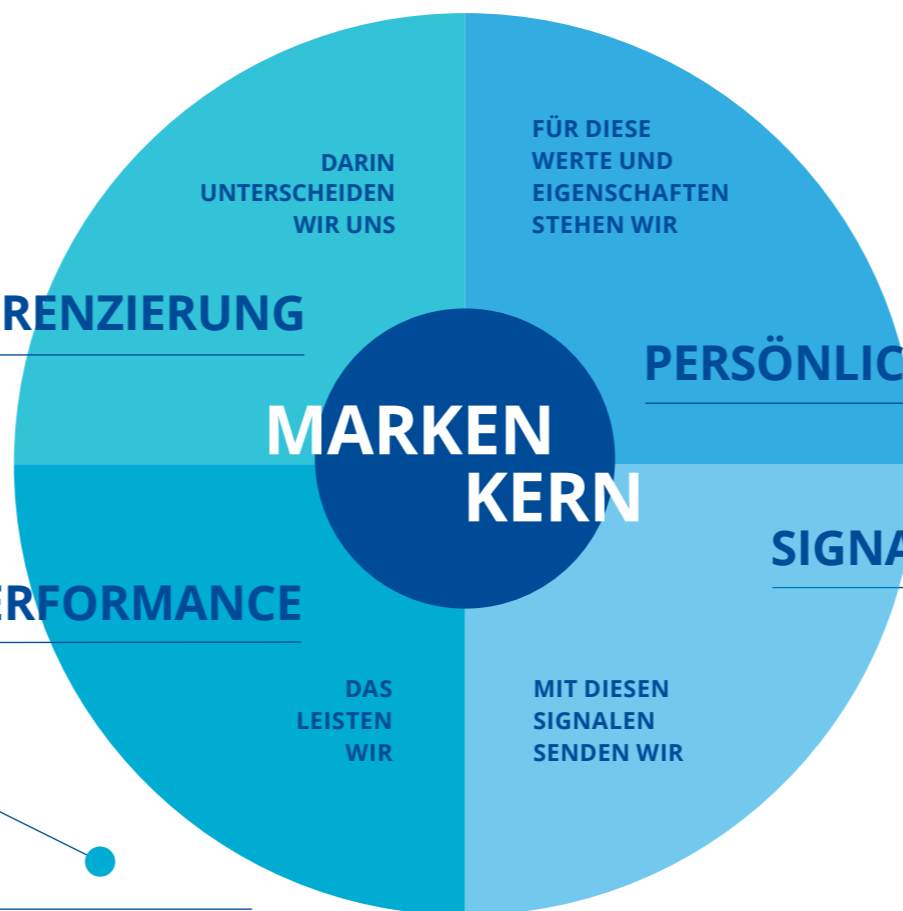 DARIN
UNTERSCHEIDEN
WIR UNS
FÜR DIESE
WERTE UND
EIGENSCHAFTEN
STEHEN WIR
RENZIERUNG
PERSÖNLIC
MARKEN
KERN
SIGNA
ERFORMANCE
DAS
LEISTEN
WIR
MIT DIESEN
SIGNALEN
SENDEN WIR